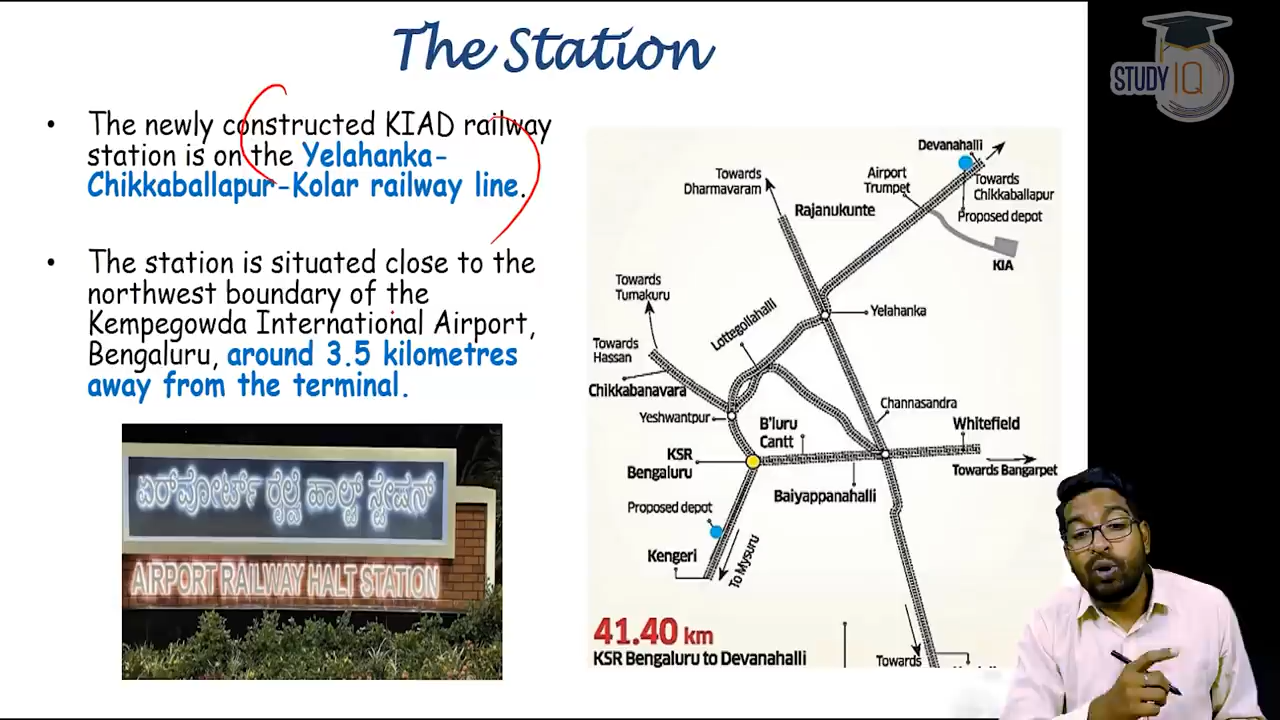 The Station
STUDY IQ
• The newly constructed KIAD railway
station is on the Yelahanka-
Chikkaballapur-Kolar railway line.
• The station is situated close to the
northwest boundary of the
Kempegowda International Airport,
Bengaluru, around 3.5 kilometres
away from the terminal.
ಏರ್‌ಪೋರ್ಟ್ ರೈಲ್ವೆ ಹಾಲ್ಟ್ ಸ್ಟೇಷನ್
AIRPORT RAILWAY HALT STATION
Devanahalli
Towards
Dharmavaram
Airport
Trumpet
Towards
Chikkaballapur
Rajanukunte
Proposed depot
KIA
Towards
Tumakuru
Yelahanka
Lottegollahalli
Towards
Hassan
Chikkabanavara
Yeshwantpur
Channasandra
B'luru
Cantt
Whitefield
KSR
Bengaluru
Towards Bangarpet
Baiyappanahalli
Proposed depot
Kengeri
To Mysuru
41.40 km
KSR Bengaluru to Devanahalli
Towards